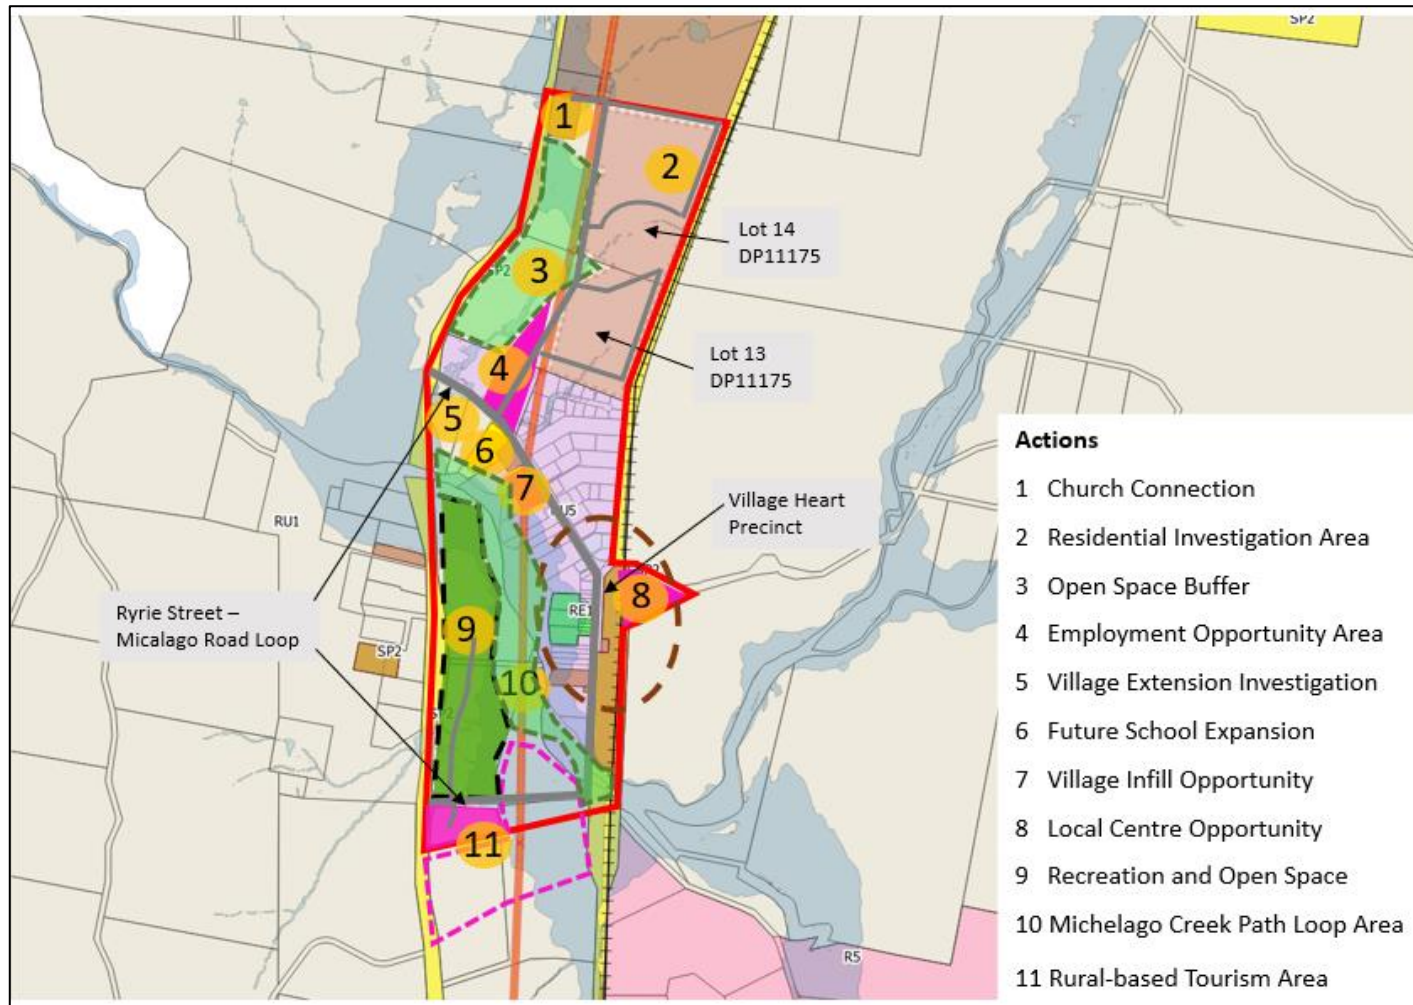 SP2
1
2
Lot 14
DP11175
SP2
3
Lot 13
DP11175
4
5
6
7
RU5
RU1
Village Heart
Precinct
8
RE1
Ryrie Street –
Micalago Road Loop
9
SP2
10
SP2
11
R5
Actions
1 Church Connection
2 Residential Investigation Area
3 Open Space Buffer
4 Employment Opportunity Area
5 Village Extension Investigation
6 Future School Expansion
7 Village Infill Opportunity
8 Local Centre Opportunity
9 Recreation and Open Space
10 Michelago Creek Path Loop Area
11 Rural-based Tourism Area